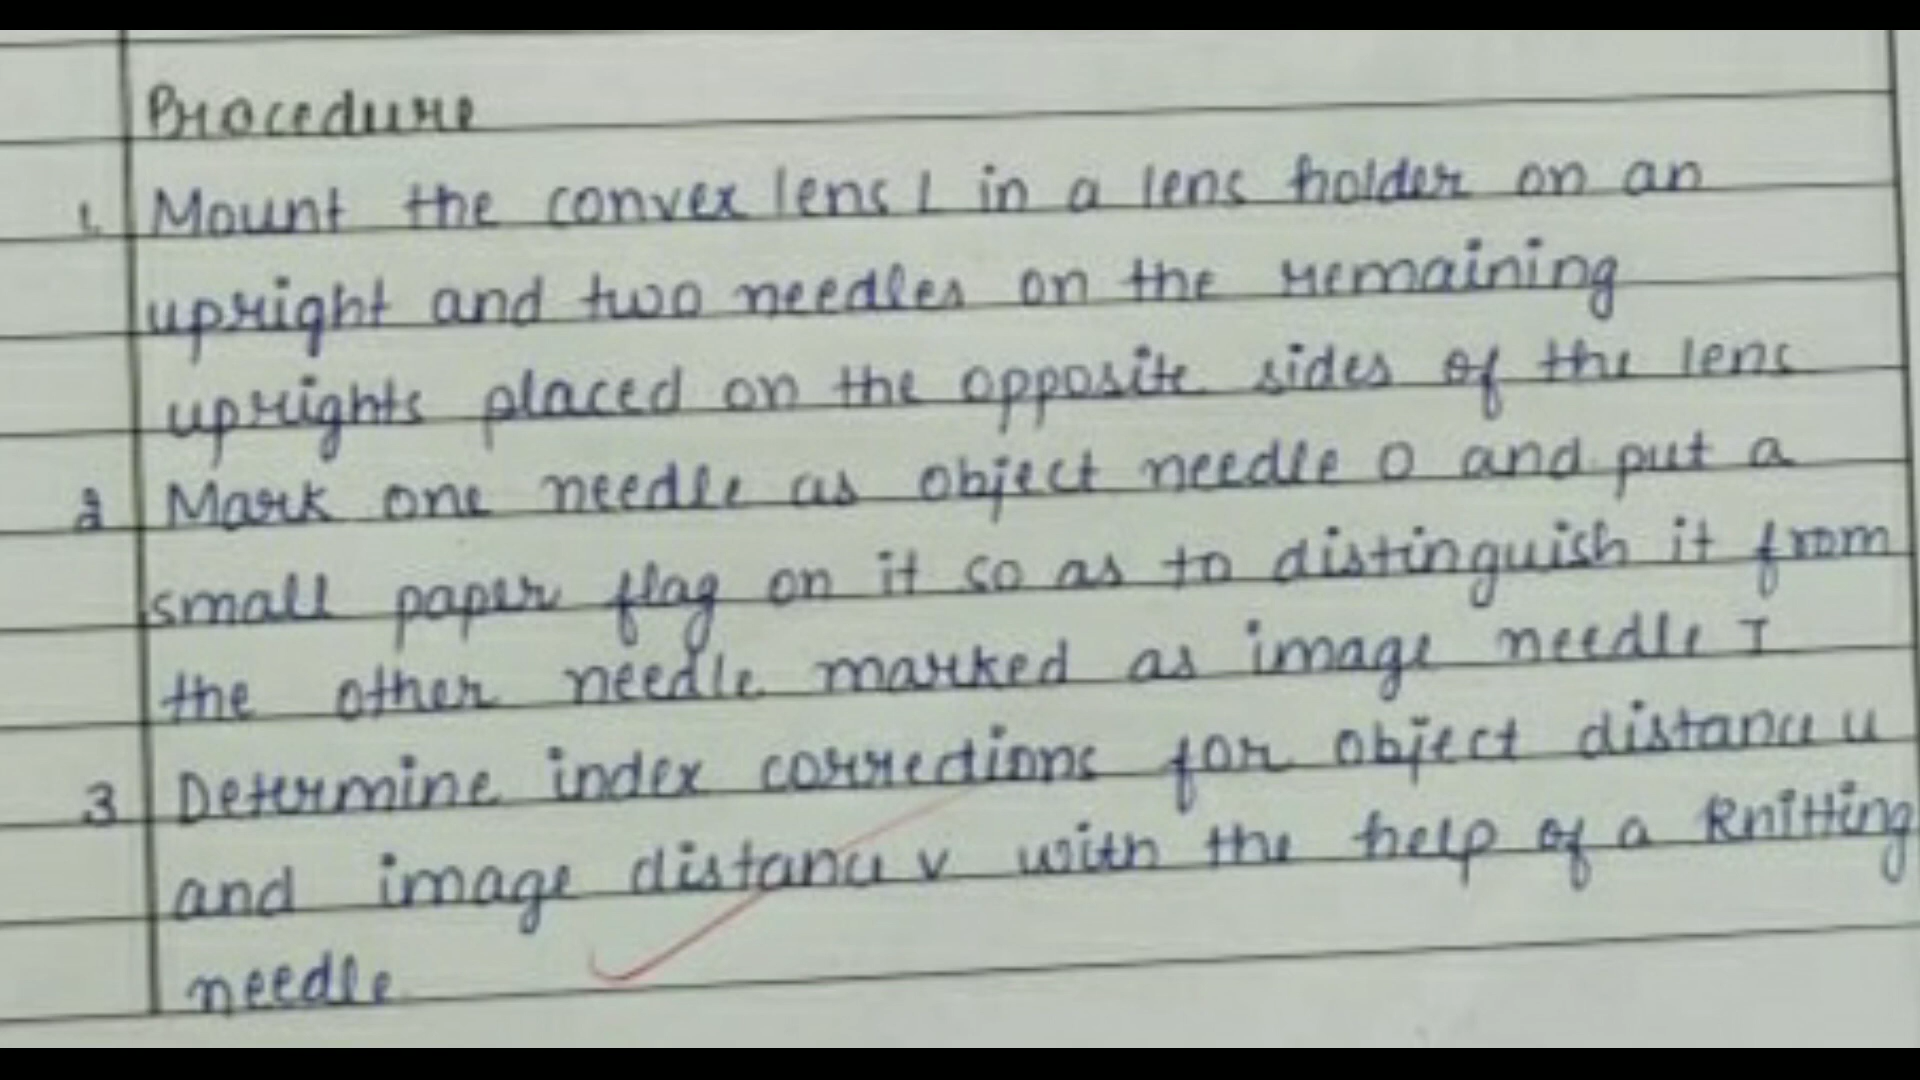 Procedure
1. Mount the convex lens L in a lens holder on an
upright and two needles on the remaining
uprights placed on the opposite sides of the lens
2 Mark one needle as object needle O and put a
small paper flag on it so as to distinguish it from
the other needle marked as image needle I
3 Determine index corrections for object distance u
and image distance v with the help of a Knitting
needle